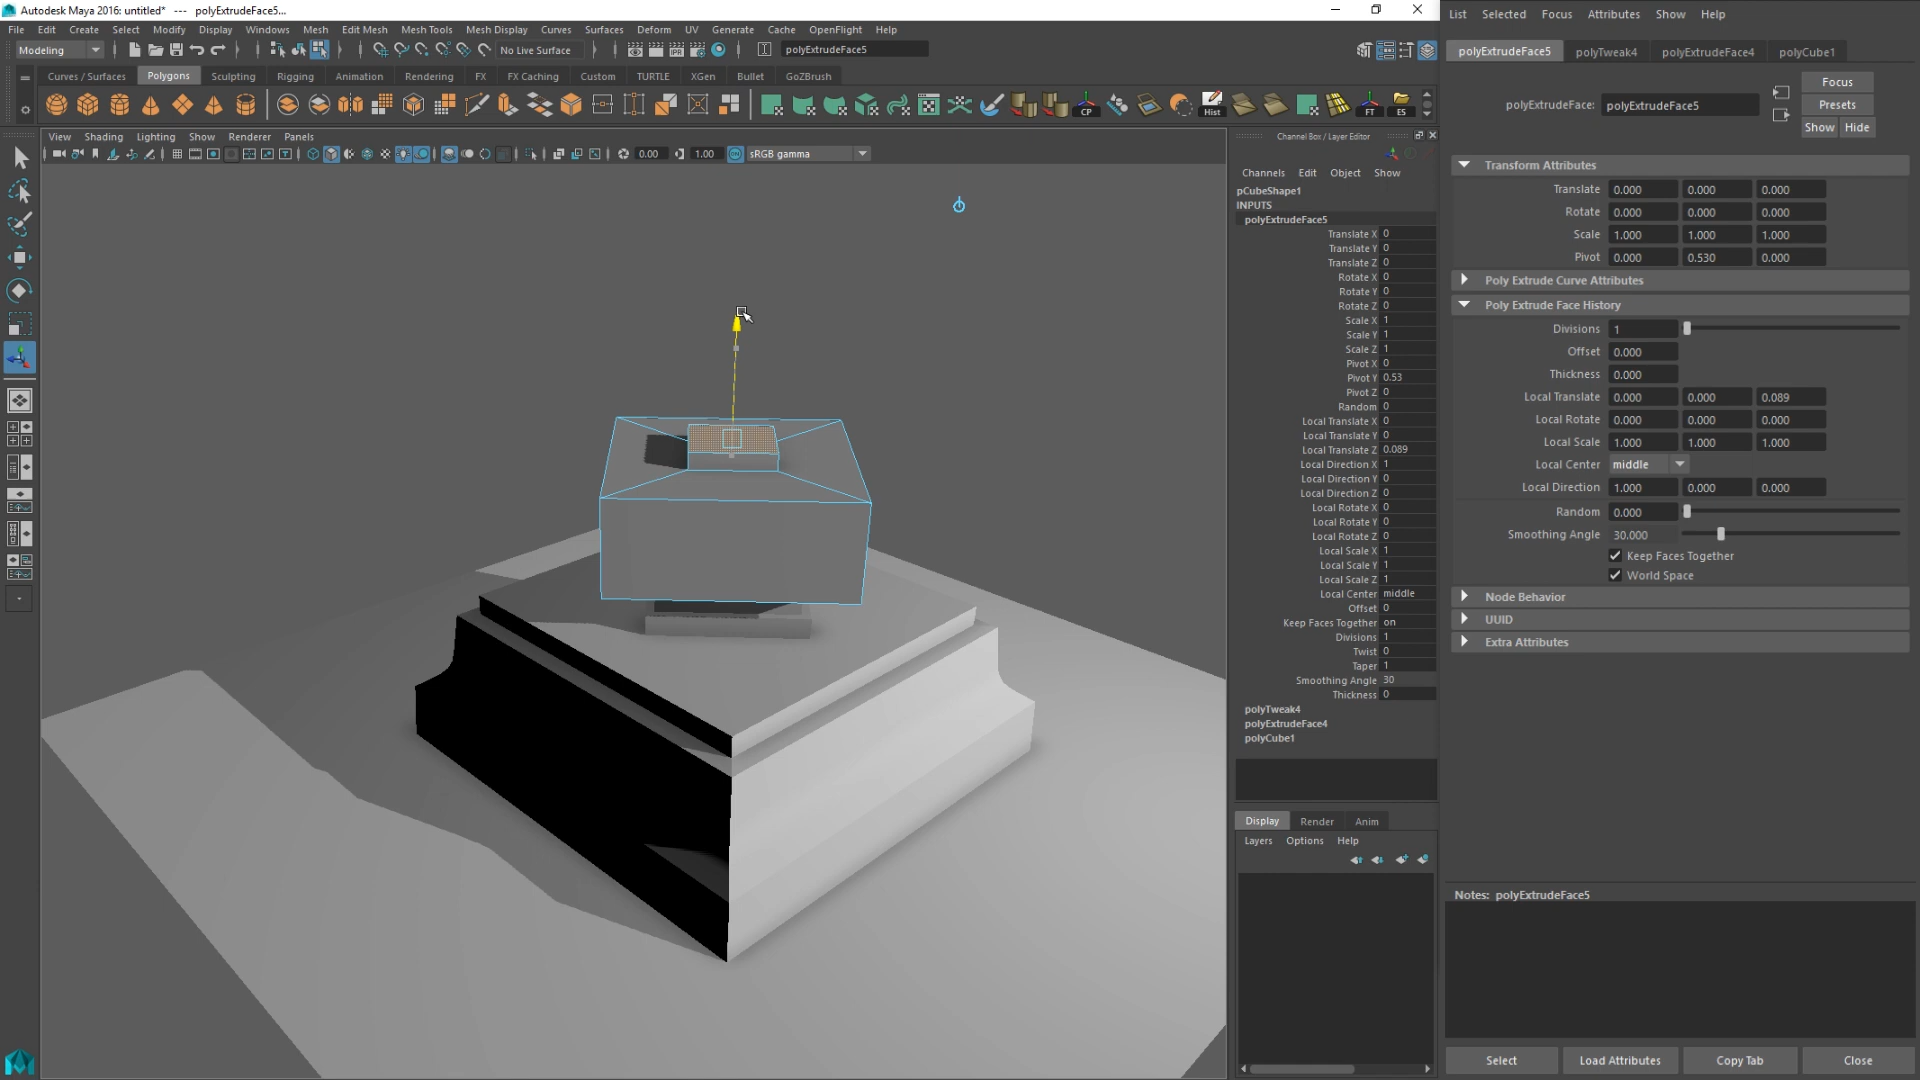 Autodesk Maya 2016: untitled* --- polyExtrudeFace5...
File Edit Create Select Modify Display Windows Mesh Edit Mesh Mesh Tools Mesh Display Curves Surfaces Deform UV Generate Cache OpenFlight Help
Modeling No Live Surface polyExtrudeFace5
Curves / Surfaces Polygons Sculpting Rigging Animation Rendering FX FX Caching Custom TURTLE XGen Bullet GoZBrush
CP Hist FT ES
View Shading Lighting Show Renderer Panels
0.00 1.00 sRGB gamma
Channel Box / Layer Editor
Channels Edit Object Show
pCubeShape1
INPUTS
polyExtrudeFace5
Translate X 0
Translate Y 0
Translate Z 0
Rotate X 0
Rotate Y 0
Rotate Z 0
Scale X 1
Scale Y 1
Scale Z 1
Pivot X 0
Pivot Y 0.53
Pivot Z 0
Random 0
Local Translate X 0
Local Translate Y 0
Local Translate Z 0.089
Local Direction X 1
Local Direction Y 0
Local Direction Z 0
Local Rotate X 0
Local Rotate Y 0
Local Rotate Z 0
Local Scale X 1
Local Scale Y 1
Local Scale Z 1
Local Center middle
Offset 0
Keep Faces Together on
Divisions 1
Twist 0
Taper 1
Smoothing Angle 30
Thickness 0
polyTweak4
polyExtrudeFace4
polyCube1
Display Render Anim
Layers Options Help
List Selected Focus Attributes Show Help
polyExtrudeFace5 polyTweak4 polyExtrudeFace4 polyCube1
Focus
polyExtrudeFace: polyExtrudeFace5
Presets
Show Hide
Transform Attributes
Translate 0.000 0.000 0.000
Rotate 0.000 0.000 0.000
Scale 1.000 1.000 1.000
Pivot 0.000 0.530 0.000
Poly Extrude Curve Attributes
Poly Extrude Face History
Divisions 1
Offset 0.000
Thickness 0.000
Local Translate 0.000 0.000 0.089
Local Rotate 0.000 0.000 0.000
Local Scale 1.000 1.000 1.000
Local Center middle
Local Direction 1.000 0.000 0.000
Random 0.000
Smoothing Angle 30.000
Keep Faces Together
World Space
Node Behavior
UUID
Extra Attributes
Notes: polyExtrudeFace5
Select Load Attributes Copy Tab Close